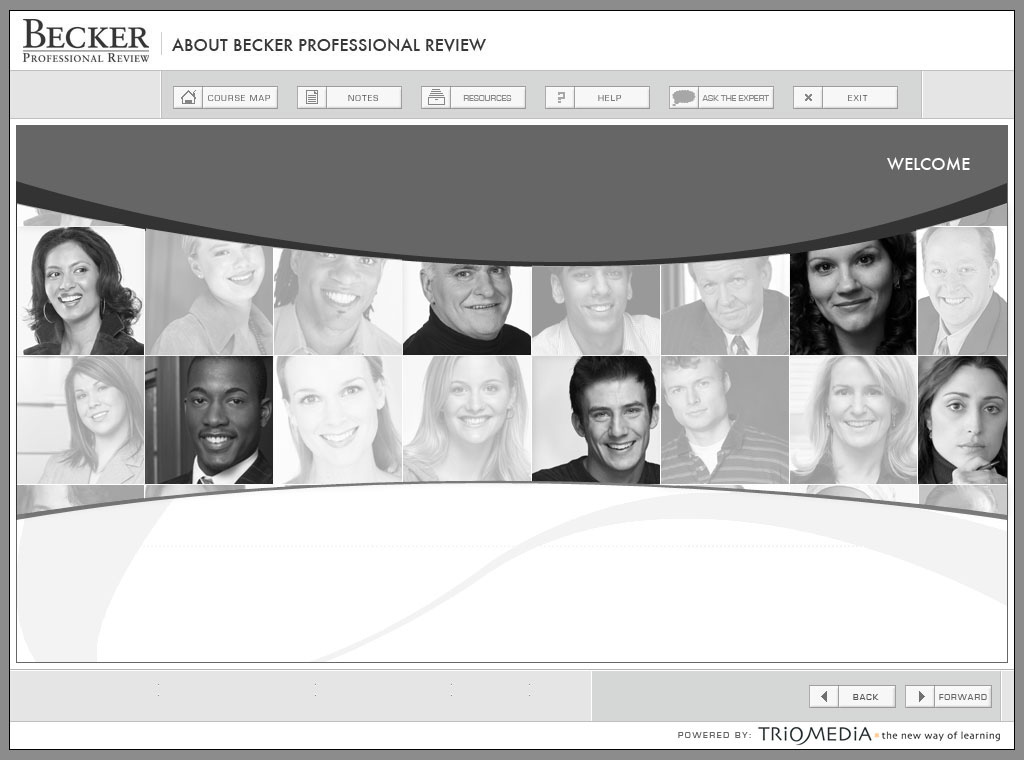 BECKER
PROFESSIONAL REVIEW
ABOUT BECKER PROFESSIONAL REVIEW
COURSE MAP
NOTES
RESOURCES
HELP
ASK THE EXPERT
EXIT
WELCOME
BACK
FORWARD
POWERED BY: TRIOMEDIA the new way of learning